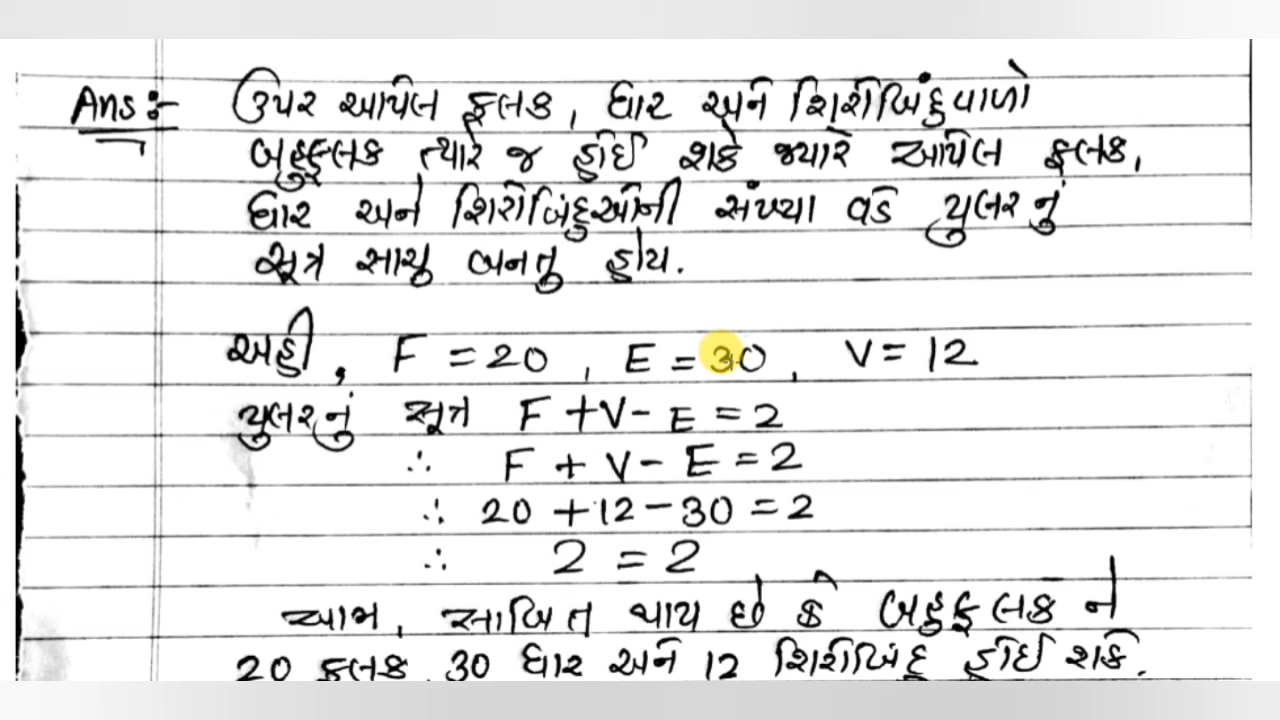 Ans :- ઉપર આપેલ ફલક, ધાર અને શિરોબિંદુવાળો
બહુફલક ત્યારે જ હોઈ શકે જ્યારે આપેલ ફલક,
ધાર અને શિરોબિંદુઓની સંખ્યા વડે યુલરનું
સૂત્ર સાચુ બનતુ હોય.
અહી, F = 20, E = 30, V = 12
યુલરનું સૂત્ર F + V - E = 2
∴ F + V - E = 2
∴ 20 + 12 - 30 = 2
∴ 2 = 2
આમ, સાબિત થાય છે કે બહુફલક ને
20 ફલક, 30 ધાર અને 12 શિરોબિંદુ હોઈ શકે.